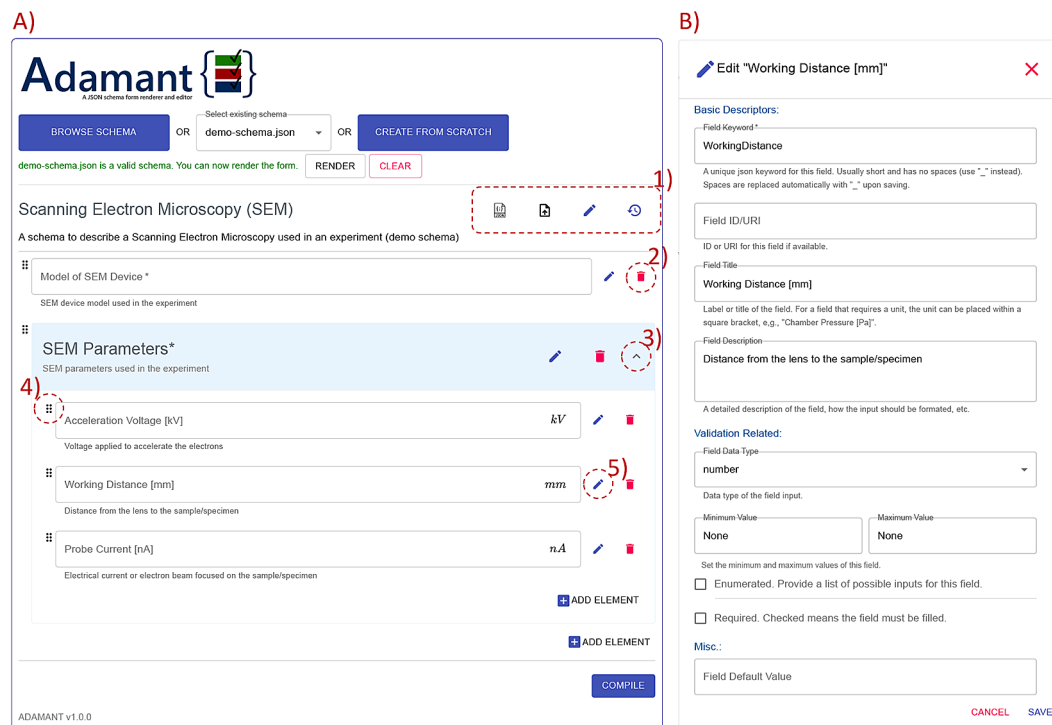 A)
Adamant
A JSON schema form renderer and editor
Select existing schema
BROWSE SCHEMA OR demo-schema.json OR CREATE FROM SCRATCH
demo-schema.json is a valid schema. You can now render the form. RENDER CLEAR
1)
Scanning Electron Microscopy (SEM)
A schema to describe a Scanning Electron Microscopy used in an experiment (demo schema)
2)
Model of SEM Device *
SEM device model used in the experiment
3)
SEM Parameters*
SEM parameters used in the experiment
4)
Acceleration Voltage [kV] kV
Voltage applied to accelerate the electrons
5)
Working Distance [mm] mm
Distance from the lens to the sample/specimen
Probe Current [nA] nA
Electrical current or electron beam focused on the sample/specimen
ADD ELEMENT
ADD ELEMENT
COMPILE
ADAMANT v1.0.0
B)
Edit "Working Distance [mm]"
Basic Descriptors:
Field Keyword *
WorkingDistance
A unique json keyword for this field. Usually short and has no spaces (use "_" instead).
Spaces are replaced automatically with "_" upon saving.
Field ID/URI
ID or URI for this field if available.
Field Title
Working Distance [mm]
Label or title of the field. For a field that requires a unit, the unit can be placed within a
square bracket, e,g., "Chamber Pressure [Pa]".
Field Description
Distance from the lens to the sample/specimen
A detailed description of the field, how the input should be formated, etc.
Validation Related:
Field Data Type
number
Data type of the field input.
Minimum Value Maximum Value
None None
Set the minimum and maximum values of this field.
Enumerated. Provide a list of possible inputs for this field.
Required. Checked means the field must be filled.
Misc.:
Field Default Value
CANCEL SAVE